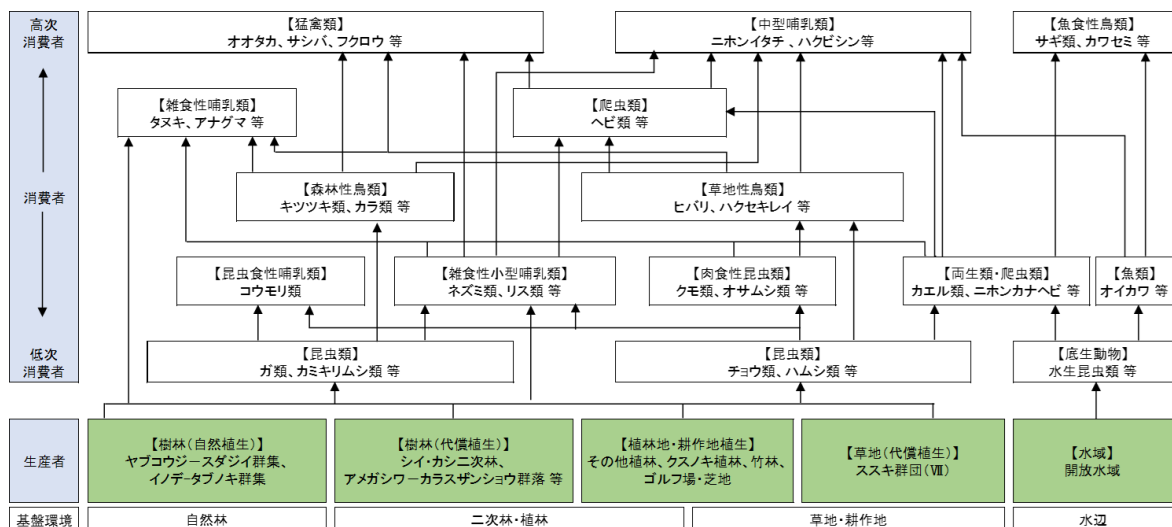 高次
消費者
【猛禽類】
オオタカ、サシバ、フクロウ 等
【中型哺乳類】
ニホンイタチ 、ハクビシン等
【魚食性鳥類】
サギ類、カワセミ 等
【雑食性哺乳類】
タヌキ、アナグマ 等
【爬虫類】
ヘビ類 等
消費者
【森林性鳥類】
キツツキ類、カラ類 等
【草地性鳥類】
ヒバリ、ハクセキレイ 等
【昆虫食性哺乳類】
コウモリ類
【雑食性小型哺乳類】
ネズミ類、リス類 等
【肉食性昆虫類】
クモ類、オサムシ類 等
【両生類・爬虫類】
カエル類、ニホンカナヘビ 等
【魚類】
オイカワ 等
低次
消費者
【昆虫類】
ガ類、カミキリムシ類 等
【昆虫類】
チョウ類、ハムシ類 等
【底生動物】
水生昆虫類 等
生産者
【樹林(自然植生)】
ヤブコウジースダジイ群集、
イノデータブノキ群集
【樹林(代償植生)】
シイ・カシ二次林、
アメガシワーカラスザンショウ群落 等
【植林地・耕作地植生】
その他植林、クスノキ植林、竹林、
ゴルフ場・芝地
【草地(代償植生)】
ススキ群団(Ⅶ)
【水域】
開放水域
基盤環境
自然林
二次林・植林
草地・耕作地
水辺